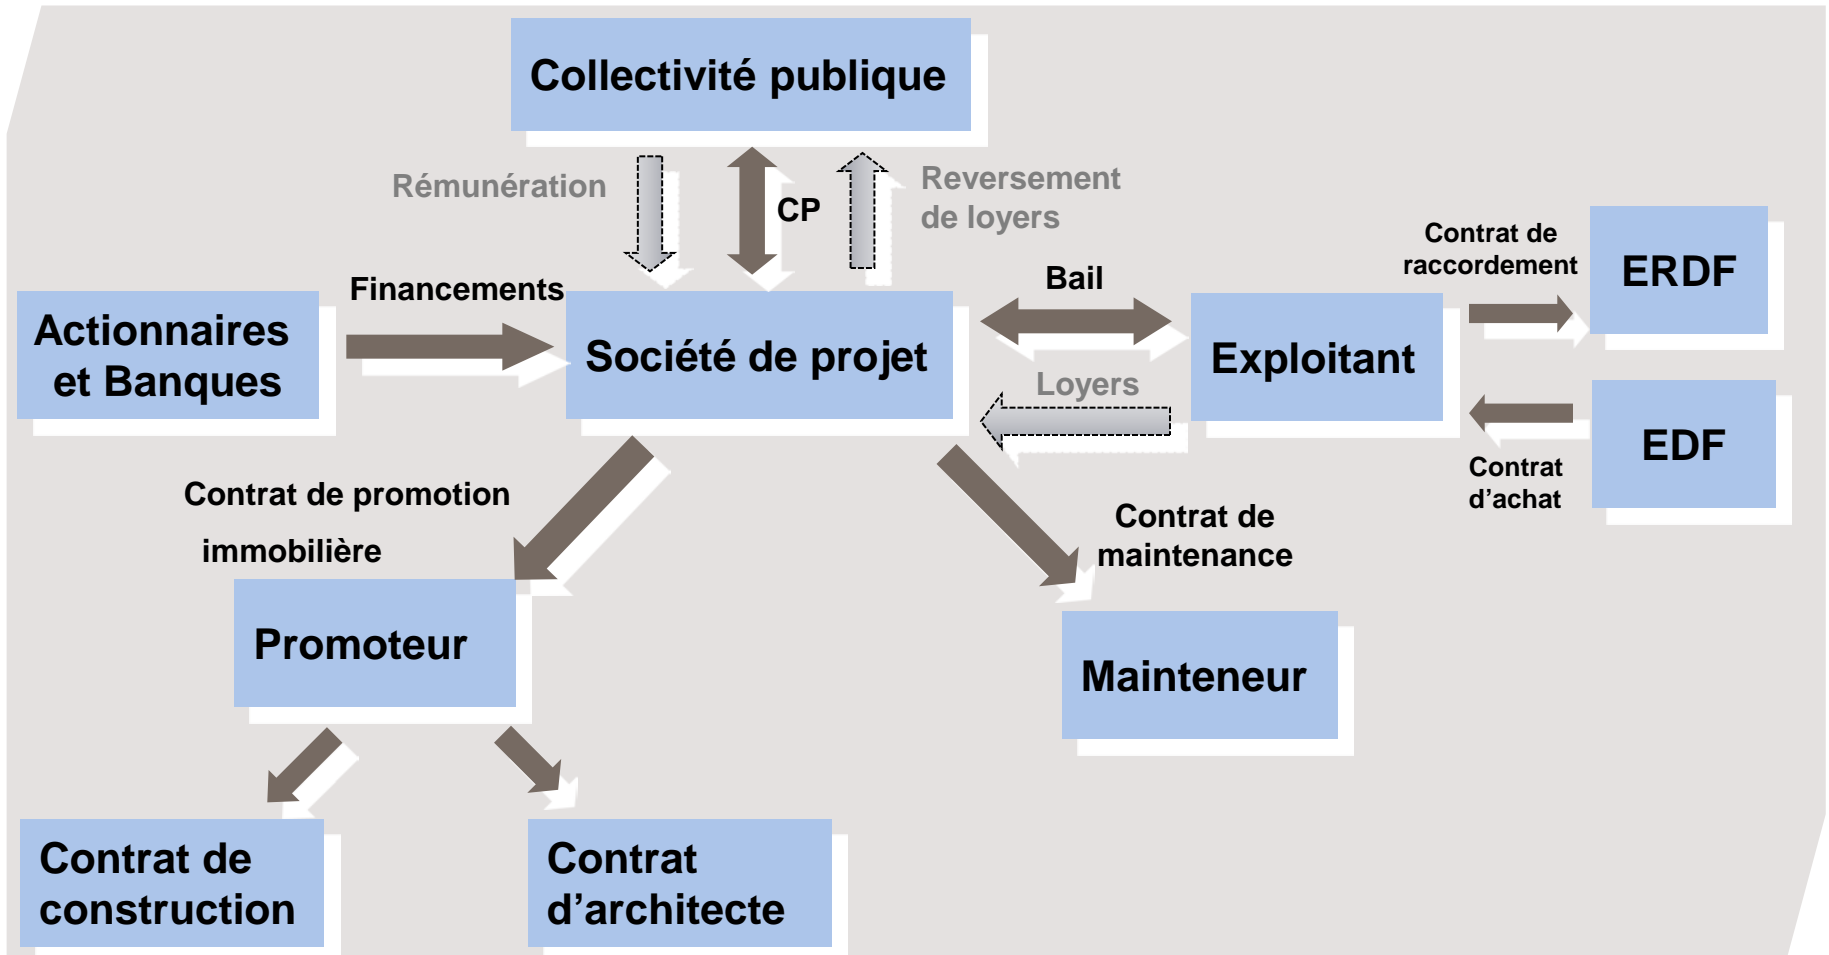 Collectivité publique
Rémunération
CP
Reversement
de loyers
Contrat de
raccordement
ERDF
Financements
Bail
Actionnaires
et Banques
Société de projet
Exploitant
Loyers
EDF
Contrat
d’achat
Contrat de promotion
immobilière
Contrat de
maintenance
Promoteur
Mainteneur
Contrat de
construction
Contrat
d’architecte